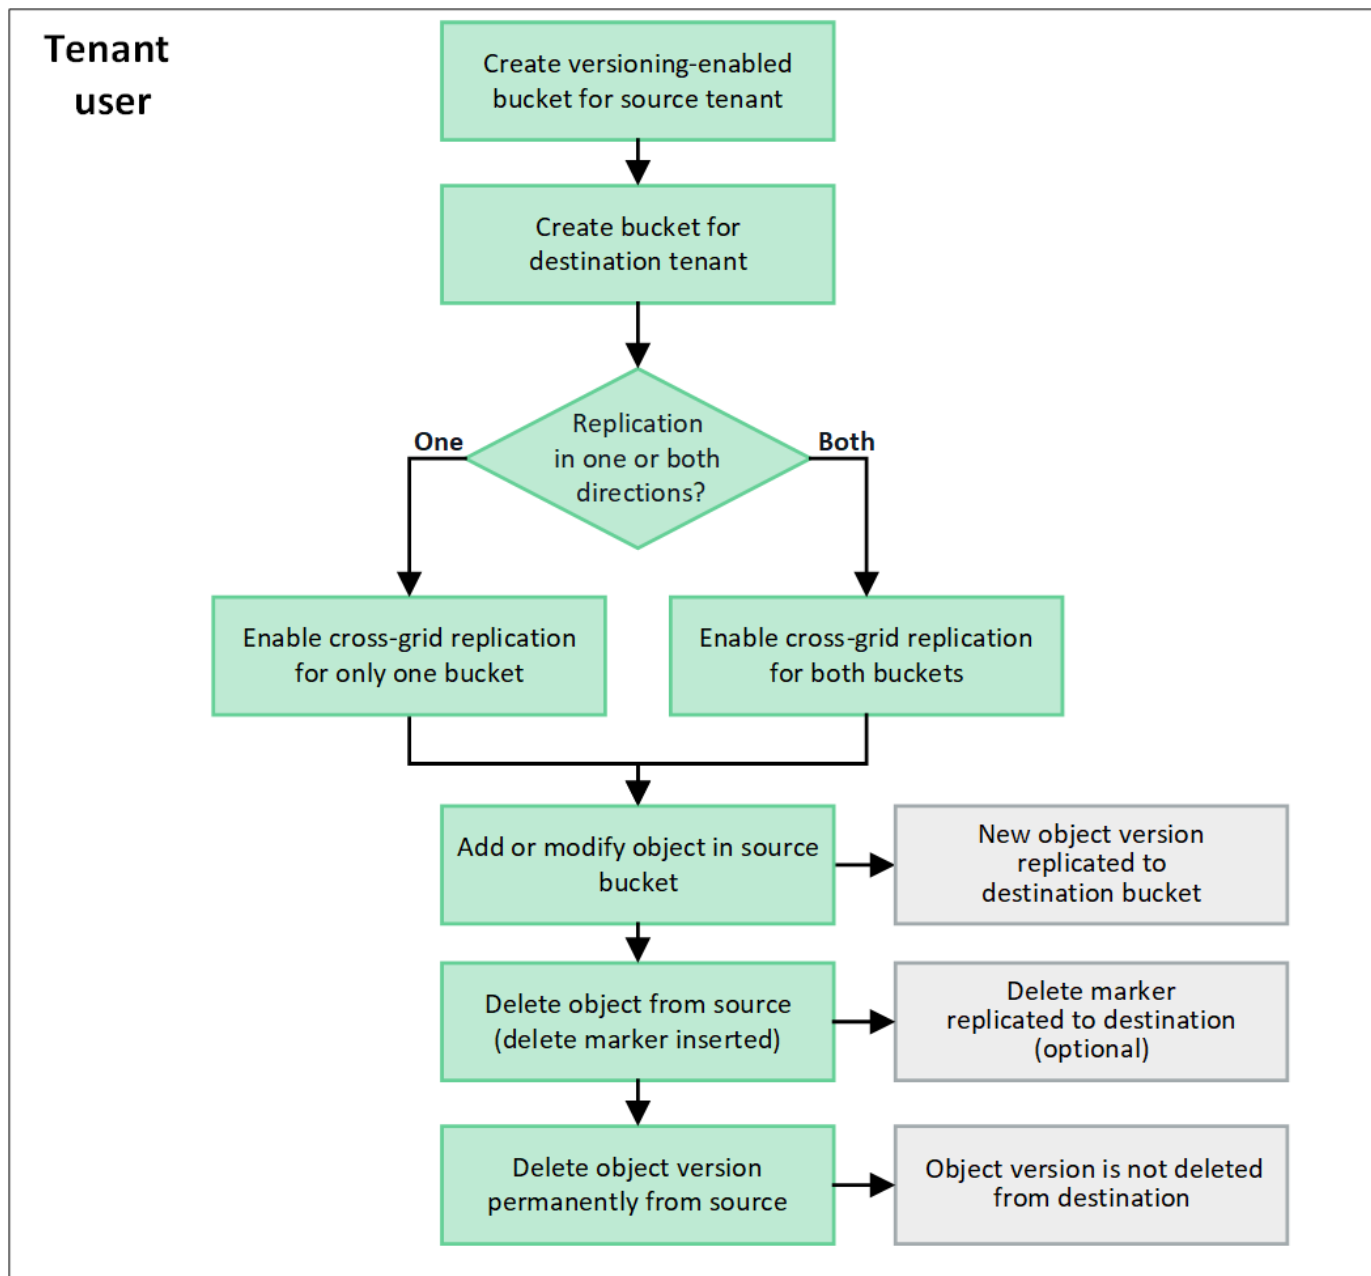 Tenant
user
Create versioning-enabled
bucket for source tenant
Create bucket for
destination tenant
Replication
in one or both
directions?
One
Both
Enable cross-grid replication
for only one bucket
Enable cross-grid replication
for both buckets
Add or modify object in source
bucket
New object version
replicated to
destination bucket
Delete object from source
(delete marker inserted)
Delete marker
replicated to destination
(optional)
Delete object version
permanently from source
Object version is not deleted
from destination